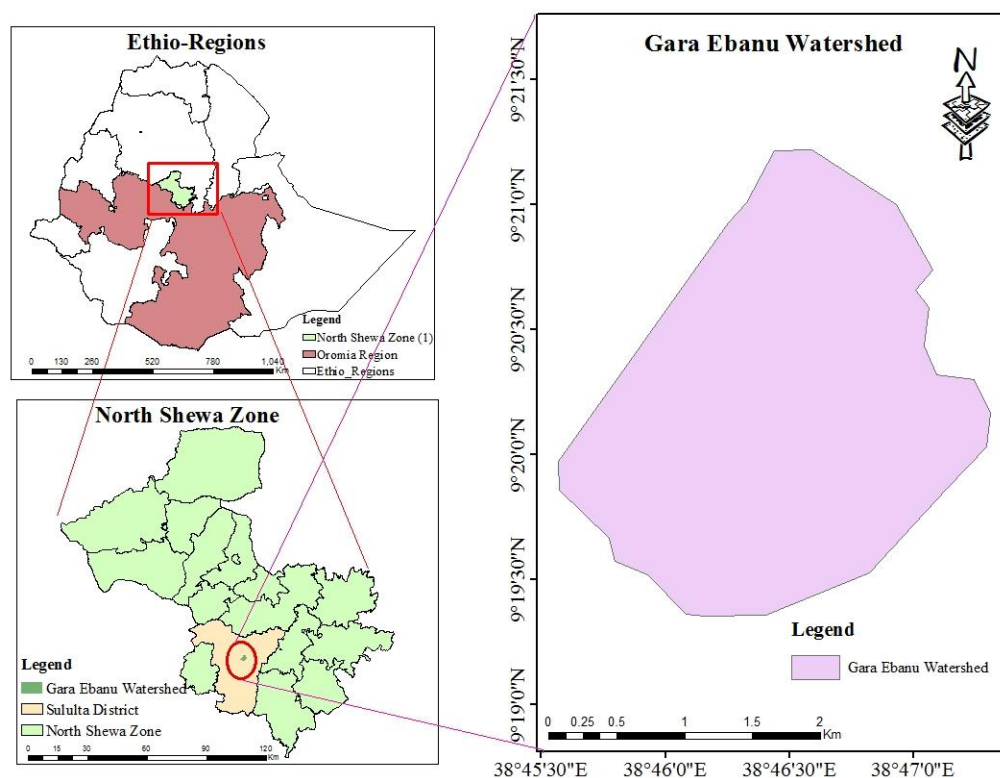 Ethio-Regions
Legend
North Shewa Zone (1)
Oromia Region
Ethio_Regions
0 130 260 520 780 1,040
Km
North Shewa Zone
Legend
Gara Ebanu Watershed
Sululta District
North Shewa Zone
0 15 30 60 90 120
Km
Gara Ebanu Watershed
N
9°21'30"N
9°21'0"N
9°20'30"N
9°20'0"N
9°19'30"N
9°19'0"N
Legend
Gara Ebanu Watershed
0 0.25 0.5 1 1.5 2
Km
38°45'30"E 38°46'0"E 38°46'30"E 38°47'0"E